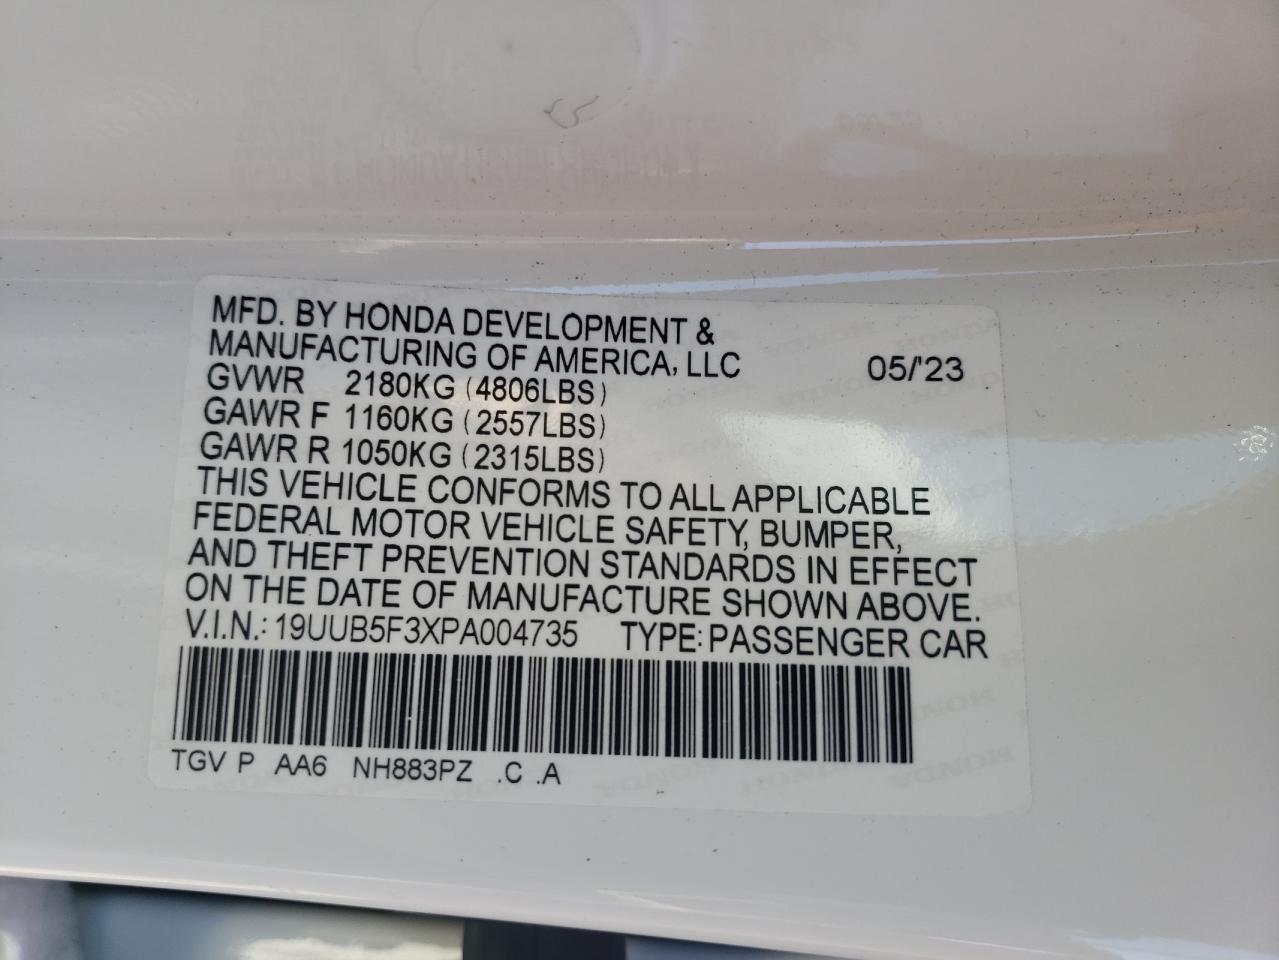 MFD. BY HONDA DEVELOPMENT &
MANUFACTURING OF AMERICA, LLC 05/'23
GVWR 2180KG (4806LBS)
GAWR F 1160KG (2557LBS)
GAWR R 1050KG (2315LBS)
THIS VEHICLE CONFORMS TO ALL APPLICABLE
FEDERAL MOTOR VEHICLE SAFETY, BUMPER,
AND THEFT PREVENTION STANDARDS IN EFFECT
ON THE DATE OF MANUFACTURE SHOWN ABOVE.
V.I.N.: 19UUB5F3XPA004735 TYPE: PASSENGER CAR
TGV P AA6 NH883PZ .C .A